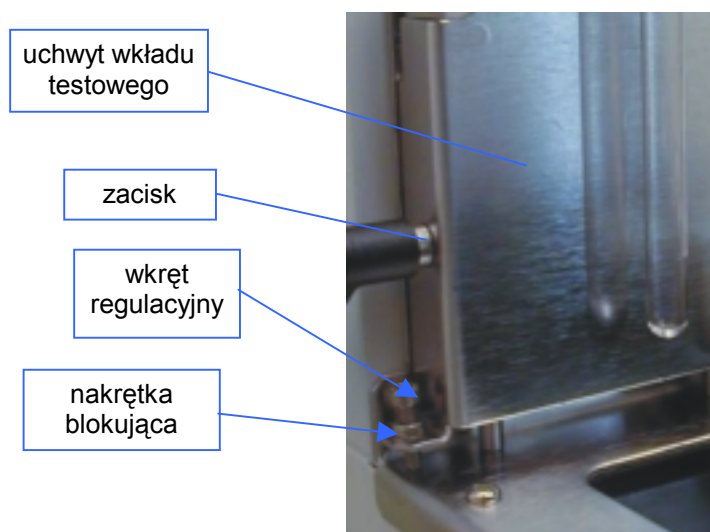 uchwyt wkładu
testowego
zacisk
wkręt
regulacyjny
nakrętka
blokująca